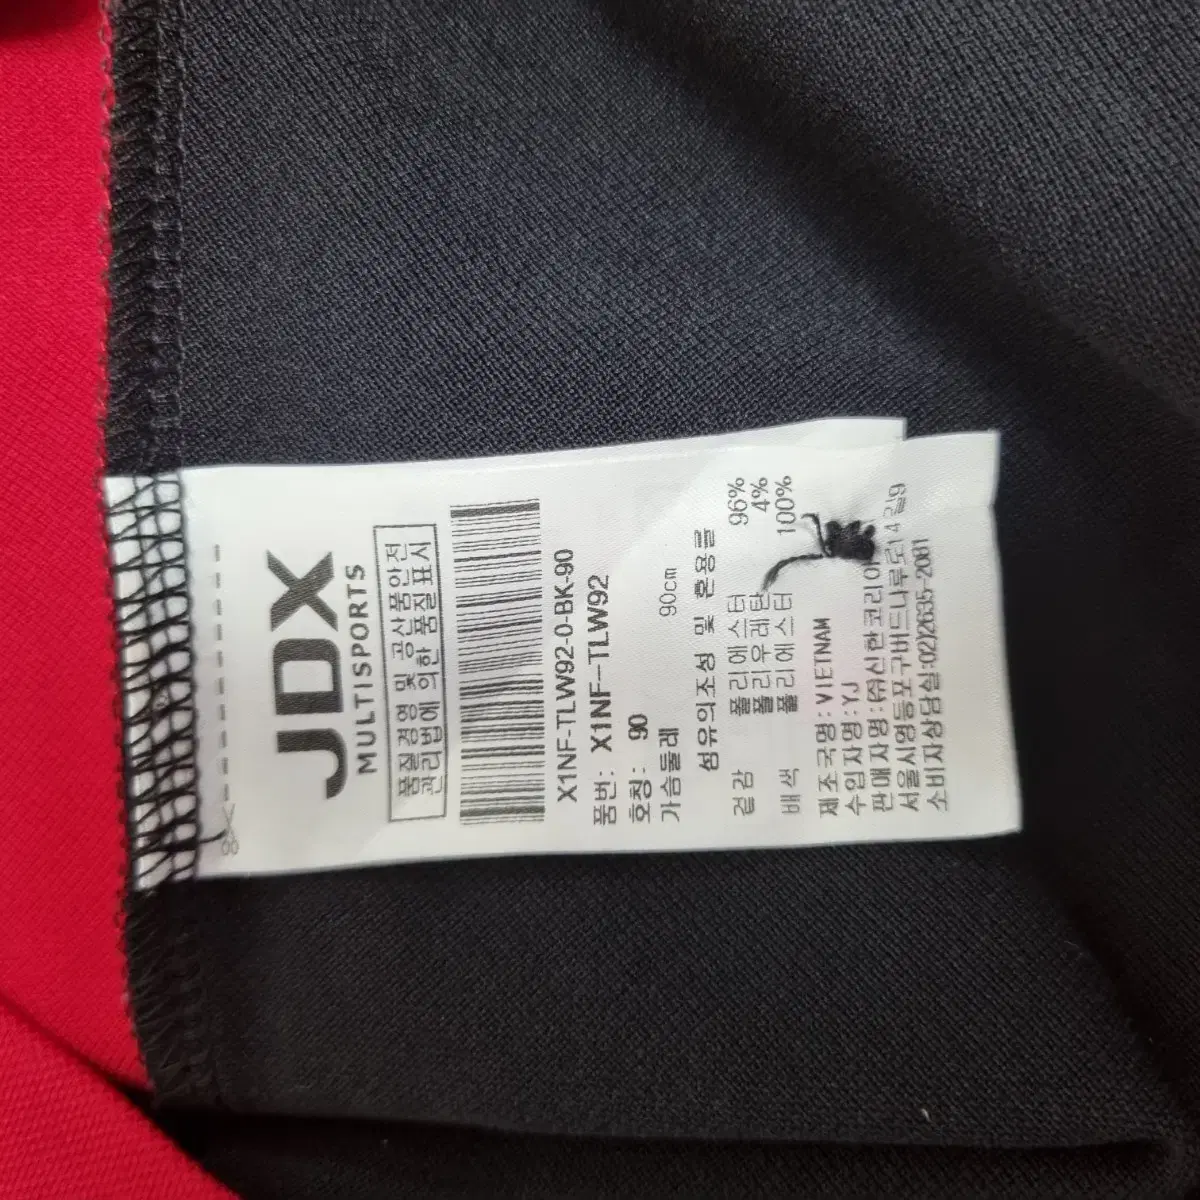 JDX
MULTISPORTS
품질경영 및 공산품안전
관리법에 의한 품질표시
X1NF-TLW92-0-BK-90
품번: X1NF-TLW92
호칭: 90
가슴둘레 90cm
섬유의조성 및 혼용률
겉감 폴리에스터 96%
폴리우레탄 4%
배색 폴리에스터 100%
제조국명:VIETNAM
수입자명:YJ
판매자명:㈜신한코리아
서울시영등포구버드나루로14길9
소비자상담실:02)2635-2081